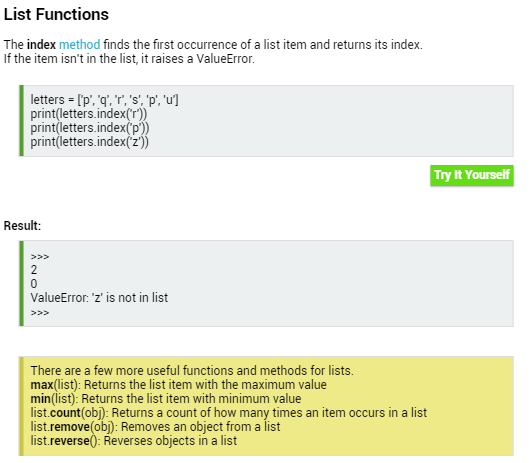 List Functions
The index method finds the first occurrence of a list item and returns its index.
If the item isn't in the list, it raises a ValueError.
letters = ['p', 'q', 'r', 's', 'p', 'u']
print(letters.index('r'))
print(letters.index('p'))
print(letters.index('z'))
Try It Yourself
Result:
>>>
2
0
ValueError: 'z' is not in list
>>>
There are a few more useful functions and methods for lists.
max(list): Returns the list item with the maximum value
min(list): Returns the list item with minimum value
list.count(obj): Returns a count of how many times an item occurs in a list
list.remove(obj): Removes an object from a list
list.reverse(): Reverses objects in a list